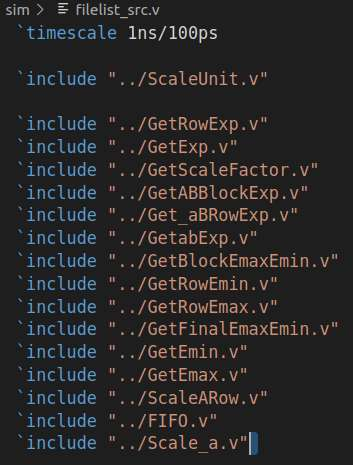 sim > filelist_src.v
`timescale 1ns/100ps
`include "../ScaleUnit.v"
`include "../GetRowExp.v"
`include "../GetExp.v"
`include "../GetScaleFactor.v"
`include "../GetABBlockExp.v"
`include "../Get_aBRowExp.v"
`include "../GetabExp.v"
`include "../GetBlockEmaxEmin.v"
`include "../GetRowEmin.v"
`include "../GetRowEmax.v"
`include "../GetFinalEmaxEmin.v"
`include "../GetEmin.v"
`include "../GetEmax.v"
`include "../ScaleARow.v"
`include "../FIFO.v"
`include "../Scale_a.v"